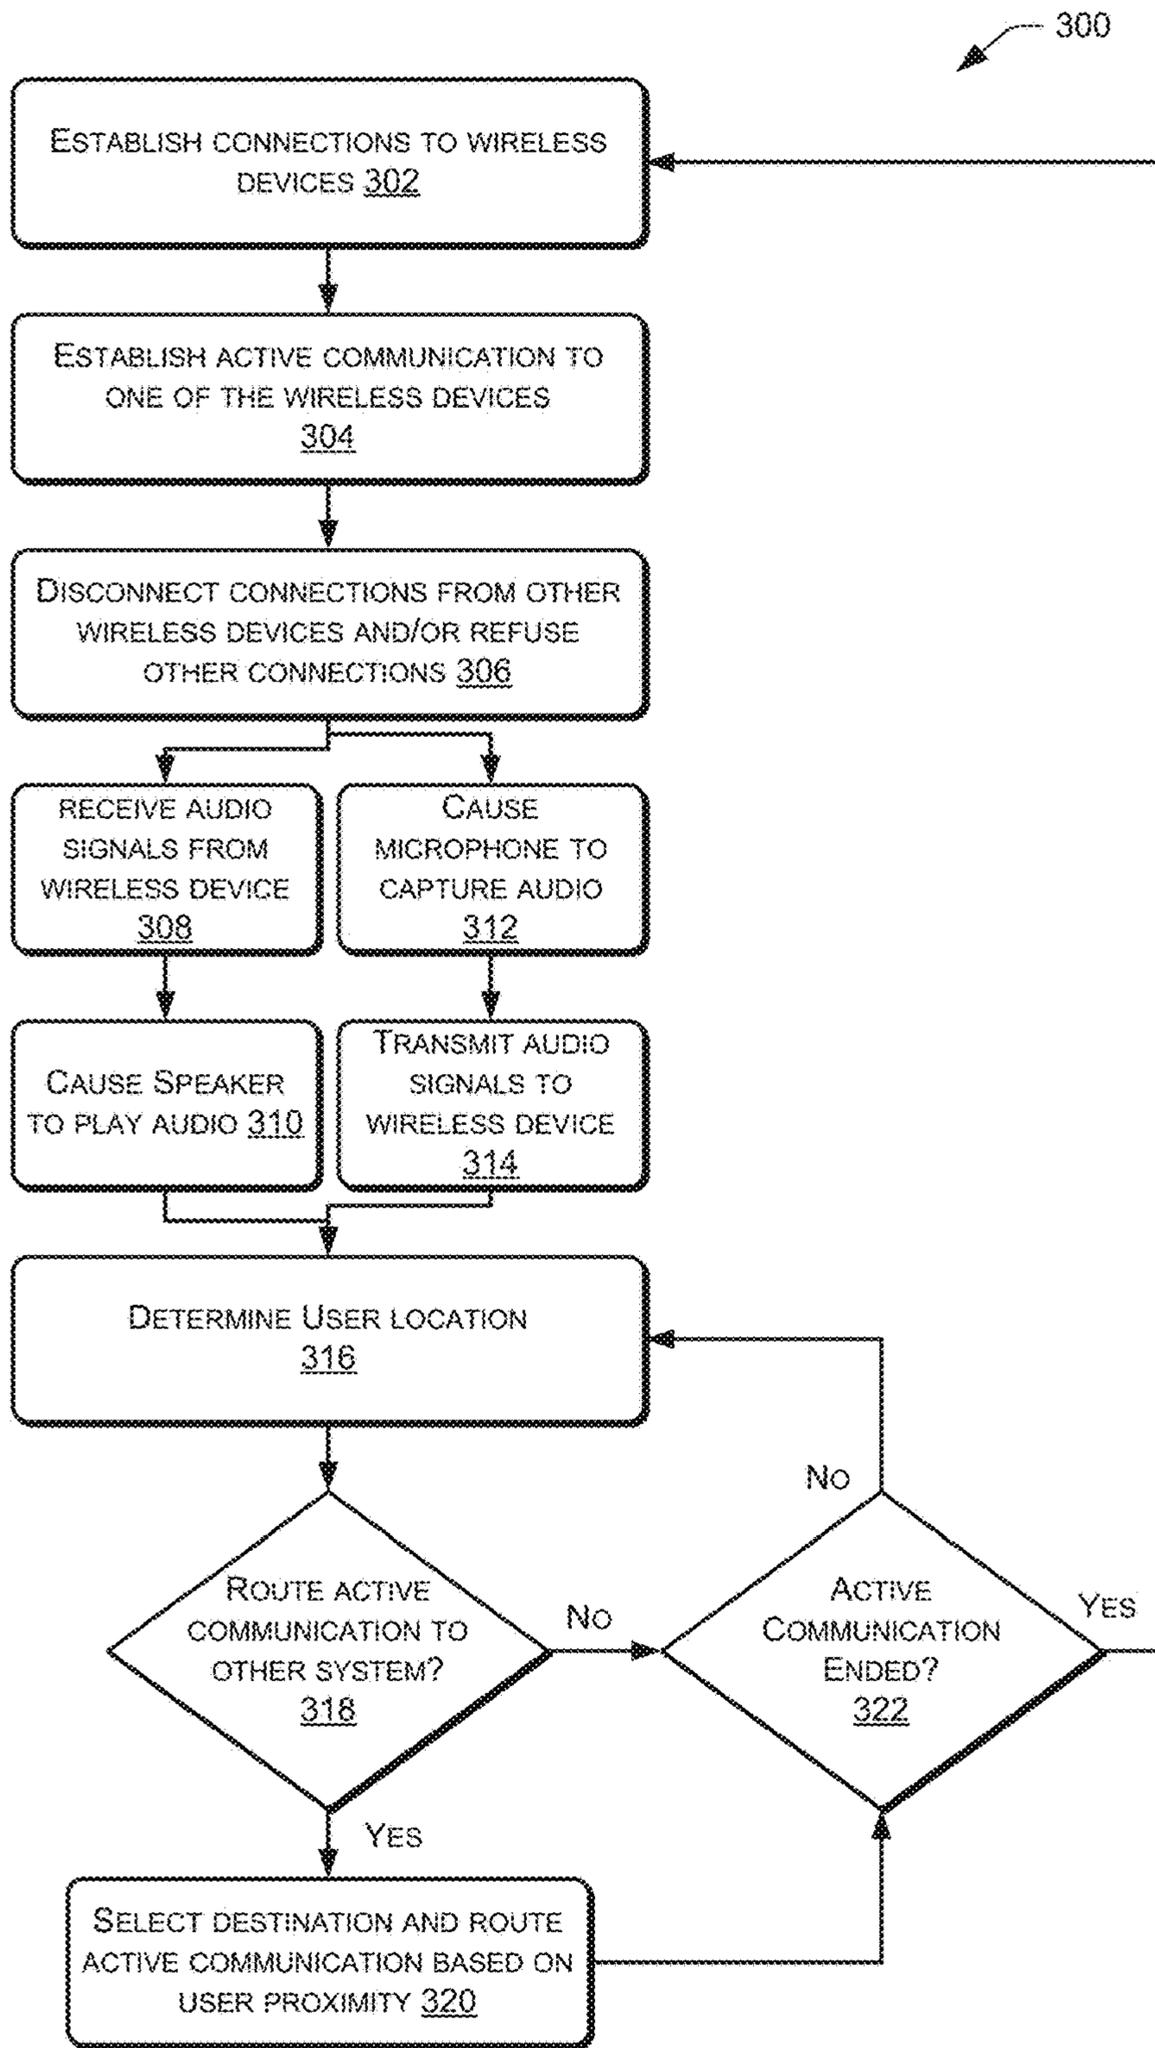 300
ESTABLISH CONNECTIONS TO WIRELESS
DEVICES 302
ESTABLISH ACTIVE COMMUNICATION TO
ONE OF THE WIRELESS DEVICES
304
DISCONNECT CONNECTIONS FROM OTHER
WIRELESS DEVICES AND/OR REFUSE
OTHER CONNECTIONS 306
RECEIVE AUDIO
SIGNALS FROM
WIRELESS DEVICE
308
CAUSE
MICROPHONE TO
CAPTURE AUDIO
312
CAUSE SPEAKER
TO PLAY AUDIO 310
TRANSMIT AUDIO
SIGNALS TO
WIRELESS DEVICE
314
DETERMINE USER LOCATION
316
ROUTE ACTIVE
COMMUNICATION TO
OTHER SYSTEM?
318
NO
ACTIVE
COMMUNICATION
ENDED?
322
NO
YES
YES
SELECT DESTINATION AND ROUTE
ACTIVE COMMUNICATION BASED ON
USER PROXIMITY 320